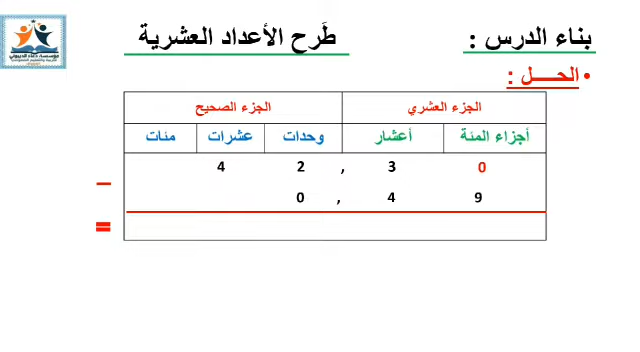 بناء الدرس : طَرح الأعداد العشرية
• الحـــل :
الجزء الصحيح الجزء العشري
مئات عشرات وحدات أعشار أجزاء المئة
4 2 , 3 0
−
0 , 4 9
=